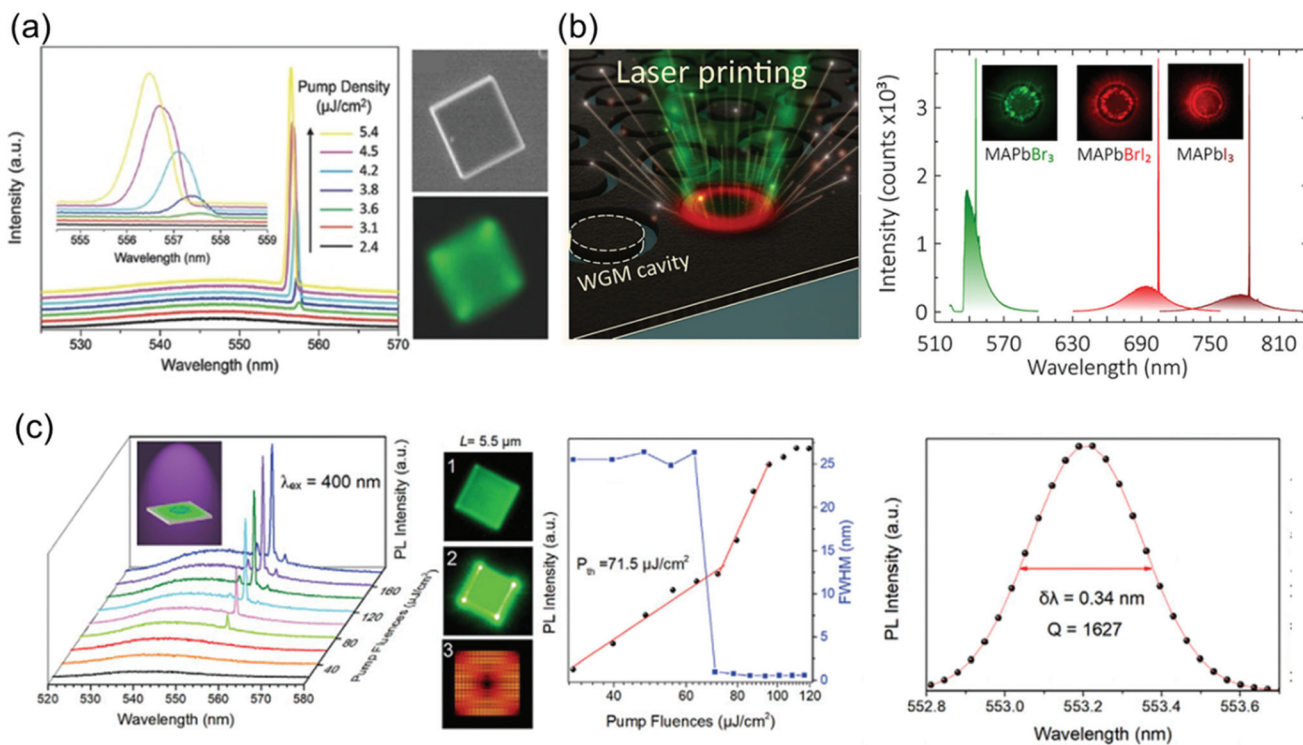 (a)
Intensity (a.u.)
Pump Density
(μJ/cm²)
5.4
4.5
4.2
3.8
3.6
3.1
2.4
555 556 557 558 559
Wavelength (nm)
530 540 550 560 570
Wavelength (nm)
(b)
Laser printing
WGM cavity
Intensity (counts x10³)
3
2
1
0
MAPbBr₃
MAPbBrI₂
MAPbI₃
510 570 630 690 750 810
Wavelength (nm)
(c)
λex = 400 nm
PL Intensity (a.u.)
160
120
80
40
Pump Fluences (μJ/cm²)
520 530 540 550 560 570 580
Wavelength (nm)
L= 5.5 μm
1
2
3
PL Intensity (a.u.)
Pth =71.5 μJ/cm²
25
20
15
10
5
0
FWHM (nm)
40 60 80 100 120
Pump Fluences (μJ/cm²)
PL Intensity (a.u.)
δλ = 0.34 nm
Q = 1627
552.8 553.0 553.2 553.4 553.6
Wavelength (nm)